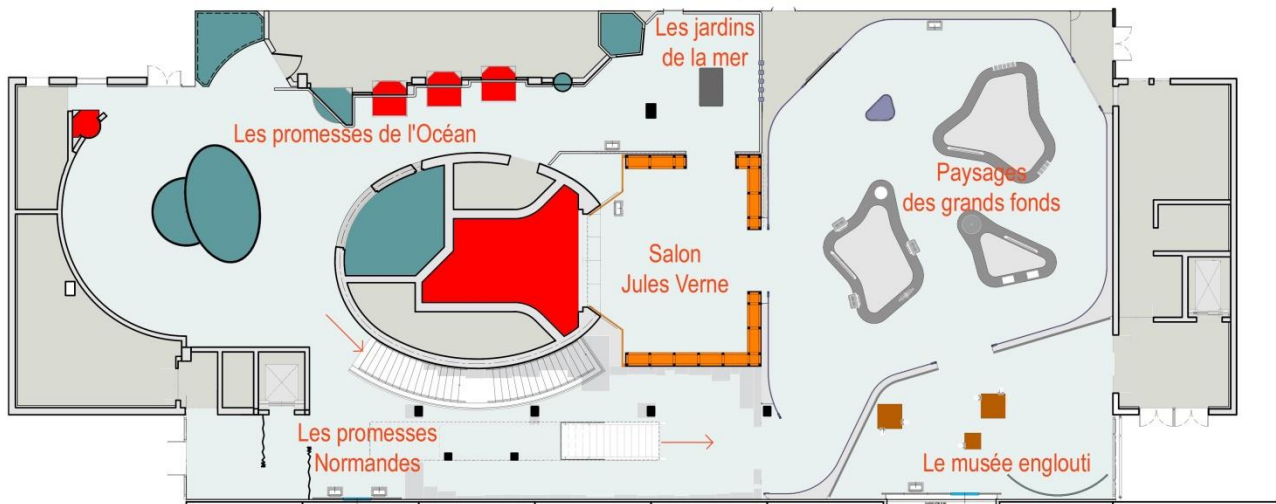 Les jardins
de la mer
Les promesses de l'Océan
Paysages
des grands fonds
Salon
Jules Verne
Les promesses
Normandes
Le musée englouti